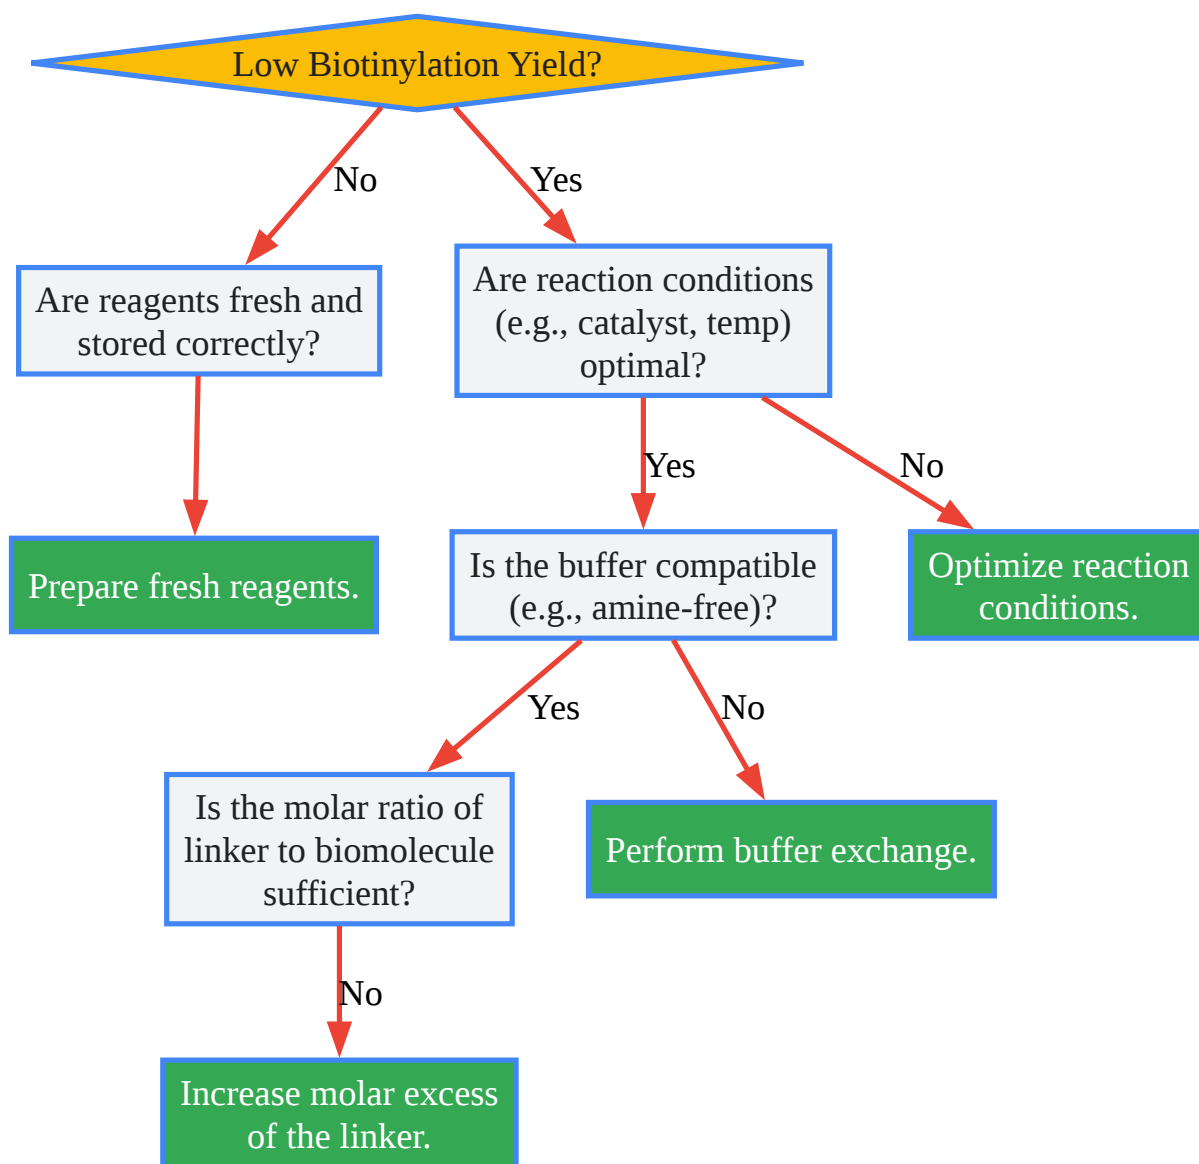 Low Biotinylation Yield?
No
Yes
Are reagents fresh and
stored correctly?
Are reaction conditions
(e.g., catalyst, temp)
optimal?
Yes
No
Prepare fresh reagents.
Is the buffer compatible
(e.g., amine-free)?
Optimize reaction
conditions.
Yes
No
Is the molar ratio of
linker to biomolecule
sufficient?
Perform buffer exchange.
No
Increase molar excess
of the linker.